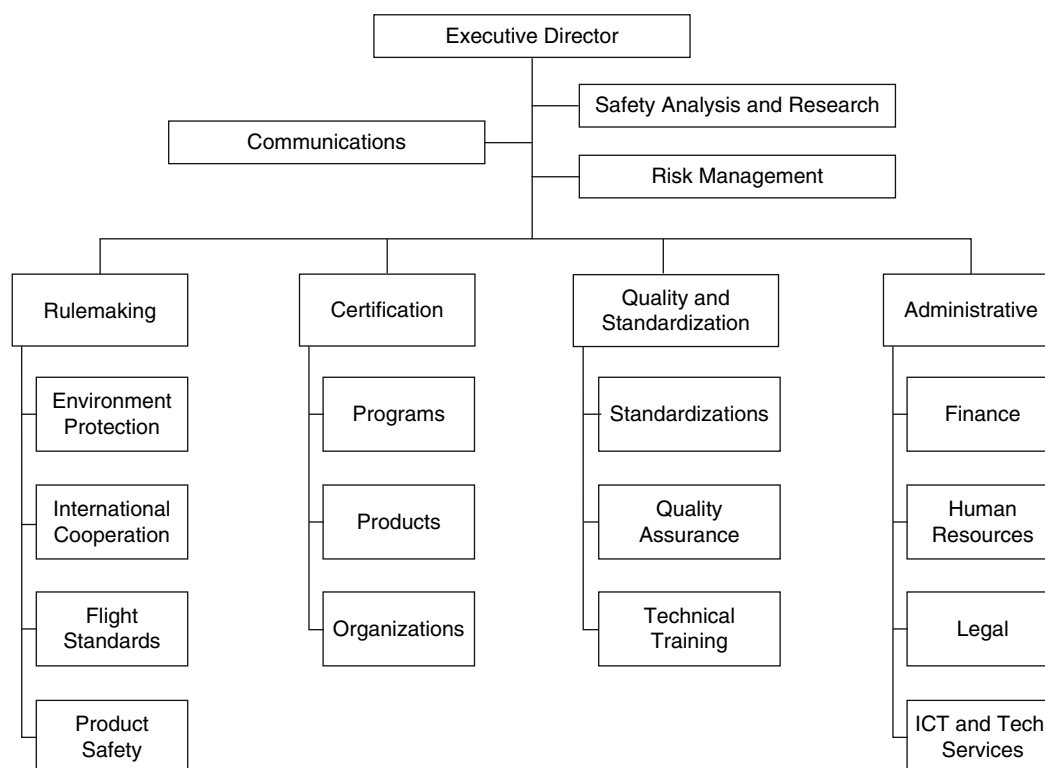 Executive Director
Safety Analysis and Research
Communications
Risk Management
Rulemaking
Certification
Quality and
Standardization
Administrative
Environment
Protection
Programs
Standardizations
Finance
International
Cooperation
Products
Quality
Assurance
Human
Resources
Flight
Standards
Organizations
Technical
Training
Legal
Product
Safety
ICT and Tech
Services